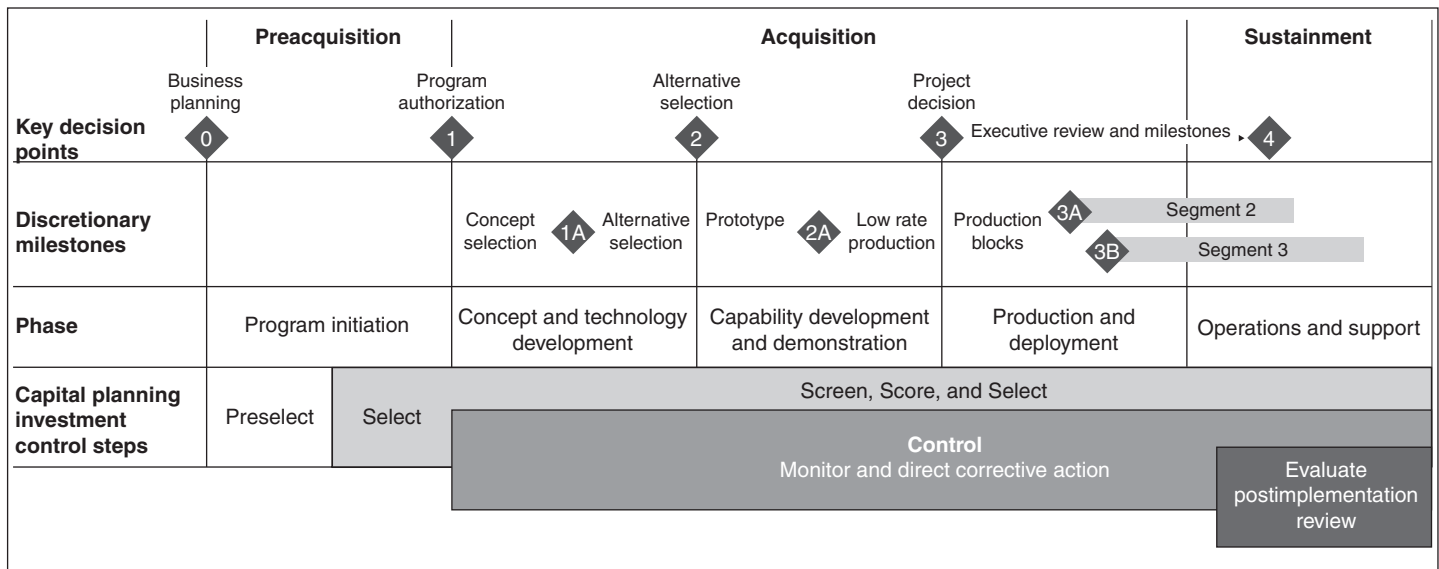 Preacquisition
Acquisition
Sustainment
Business
planning
Program
authorization
Alternative
selection
Project
decision
Key decision
points
0
1
2
3
Executive review and milestones
4
Discretionary
milestones
Concept
selection
1A
Alternative
selection
Prototype
2A
Low rate
production
Production
blocks
3A
Segment 2
3B
Segment 3
Phase
Program initiation
Concept and technology
development
Capability development
and demonstration
Production and
deployment
Operations and support
Capital planning
investment
control steps
Preselect
Select
Screen, Score, and Select
Control
Monitor and direct corrective action
Evaluate
postimplementation
review